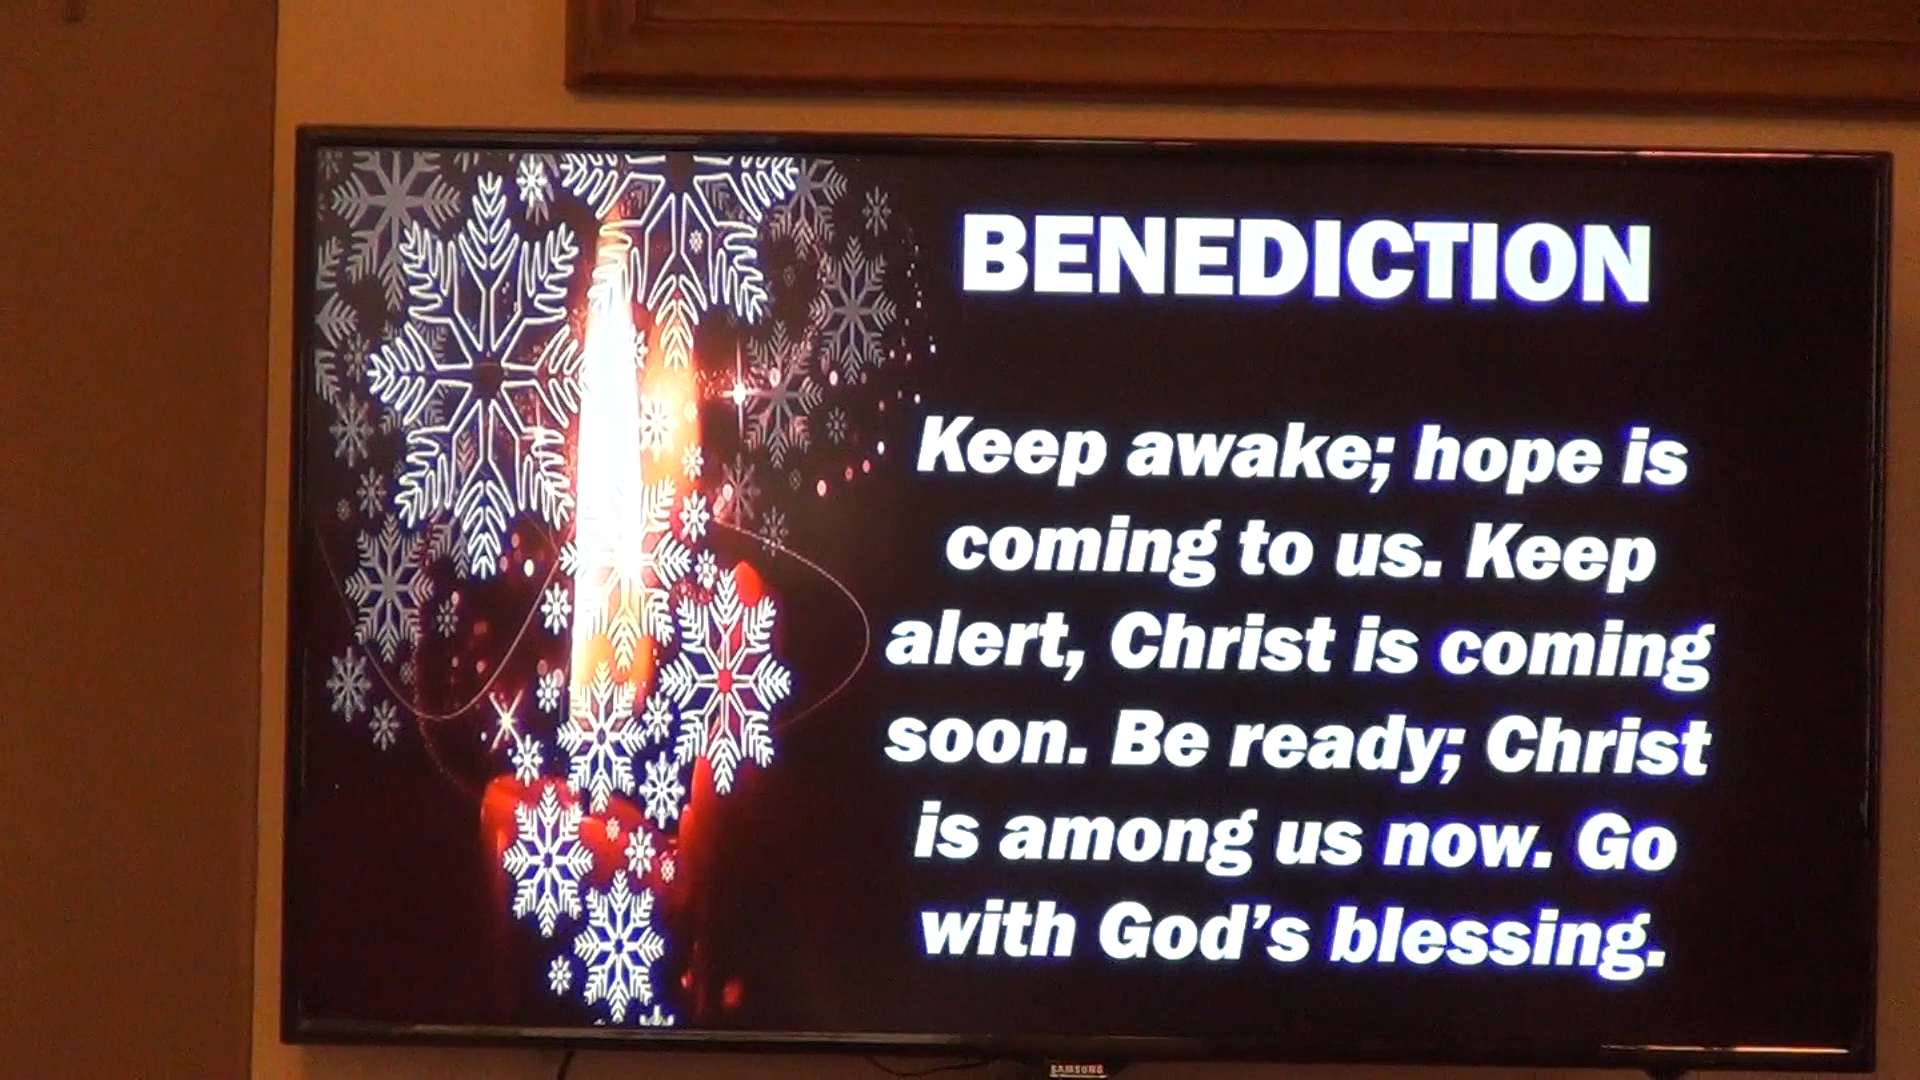 BENEDICTION
Keep awake; hope is
coming to us. Keep
alert, Christ is coming
soon. Be ready; Christ
is among us now. Go
with God's blessing.
SAMSUNG